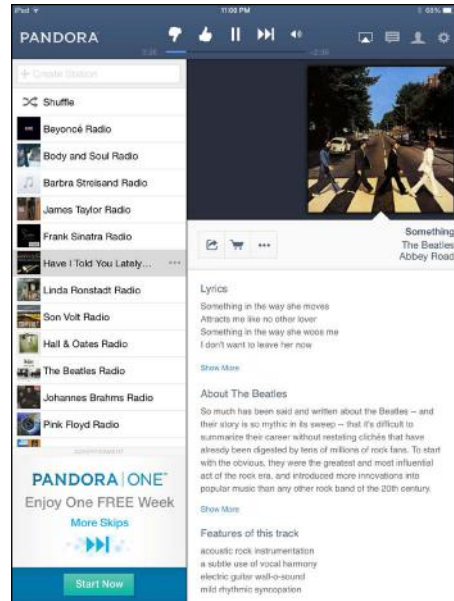 iPad
11:00 PM
65%
PANDORA
+ Create Station
Shuffle
Beyoncé Radio
Body and Soul Radio
Barbra Streisand Radio
James Taylor Radio
Frank Sinatra Radio
Have I Told You Lately...
Linda Ronstadt Radio
Son Volt Radio
Hall & Oates Radio
The Beatles Radio
Johannes Brahms Radio
Pink Floyd Radio
ADVERTISEMENT
PANDORA ONE
Enjoy One FREE Week
More Skips
Start Now
Something
The Beatles
Abbey Road
Lyrics
Something in the way she moves
Attracts me like no other lover
Something in the way she woos me
I don't want to leave her now
Show More
About The Beatles
So much has been said and written about the Beatles -- and
their story is so mythic in its sweep -- that it's difficult to
summarize their career without restating clichés that have
already been digested by tens of millions of rock fans. To start
with the obvious, they were the greatest and most influential
act of the rock era, and introduced more innovations into
popular music than any other rock band of the 20th century.
Show More
Features of this track
acoustic rock instrumentation
a subtle use of vocal harmony
electric guitar wall-o-sound
mild rhythmic syncopation